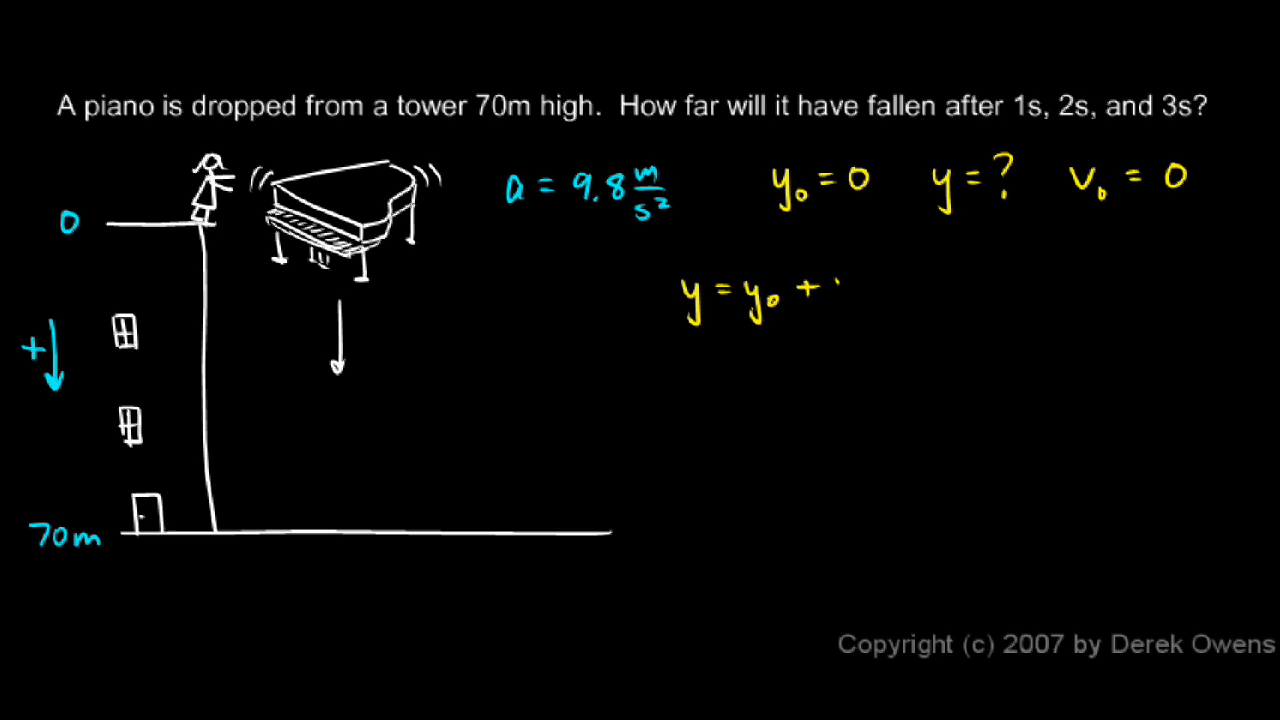 A piano is dropped from a tower 70m high. How far will it have fallen after 1s, 2s, and 3s?
a = 9.8 m/s² y₀ = 0 y = ? v₀ = 0
0
y = y₀ +
+
70m
Copyright (c) 2007 by Derek Owens